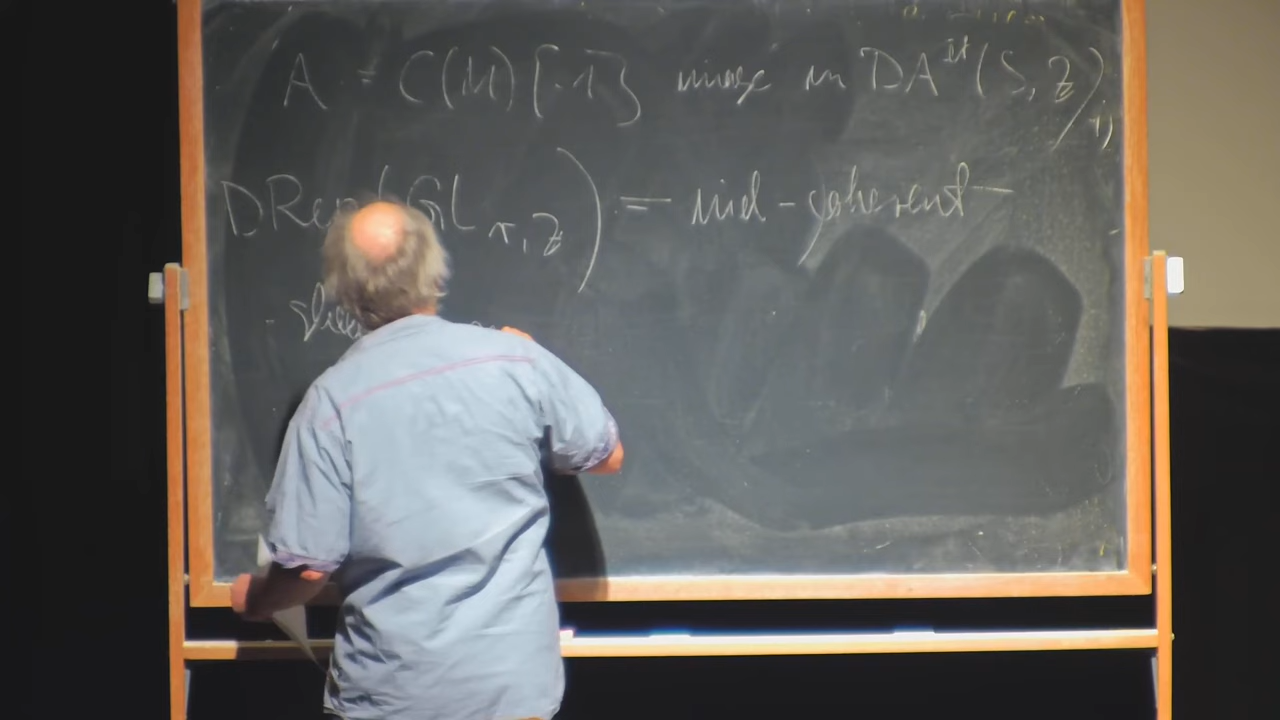 A = C(M)[-1] image in DA^ét(S, Z),
DRep(GL_{r, Z}) = ind-coherent